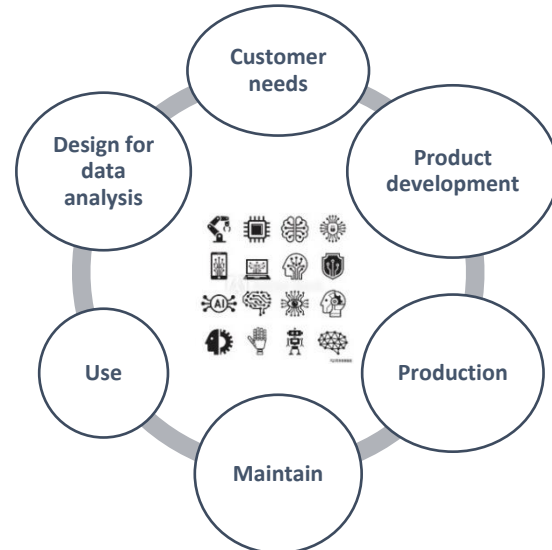 Customer
needs
Product
development
Production
Maintain
Use
Design for
data
analysis
AI